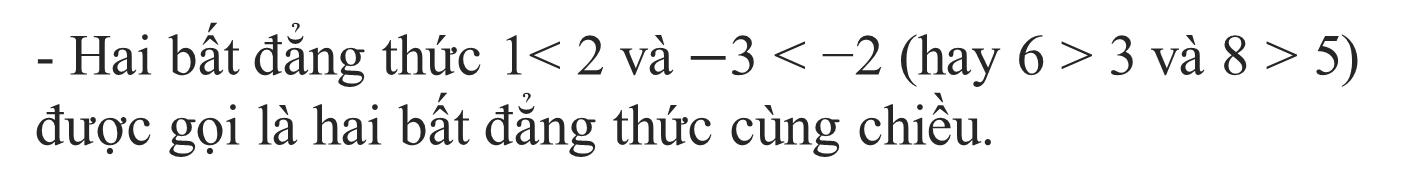 - Hai bất đẳng thức 1< 2 và −3 < −2 (hay 6 > 3 và 8 > 5)
được gọi là hai bất đẳng thức cùng chiều.